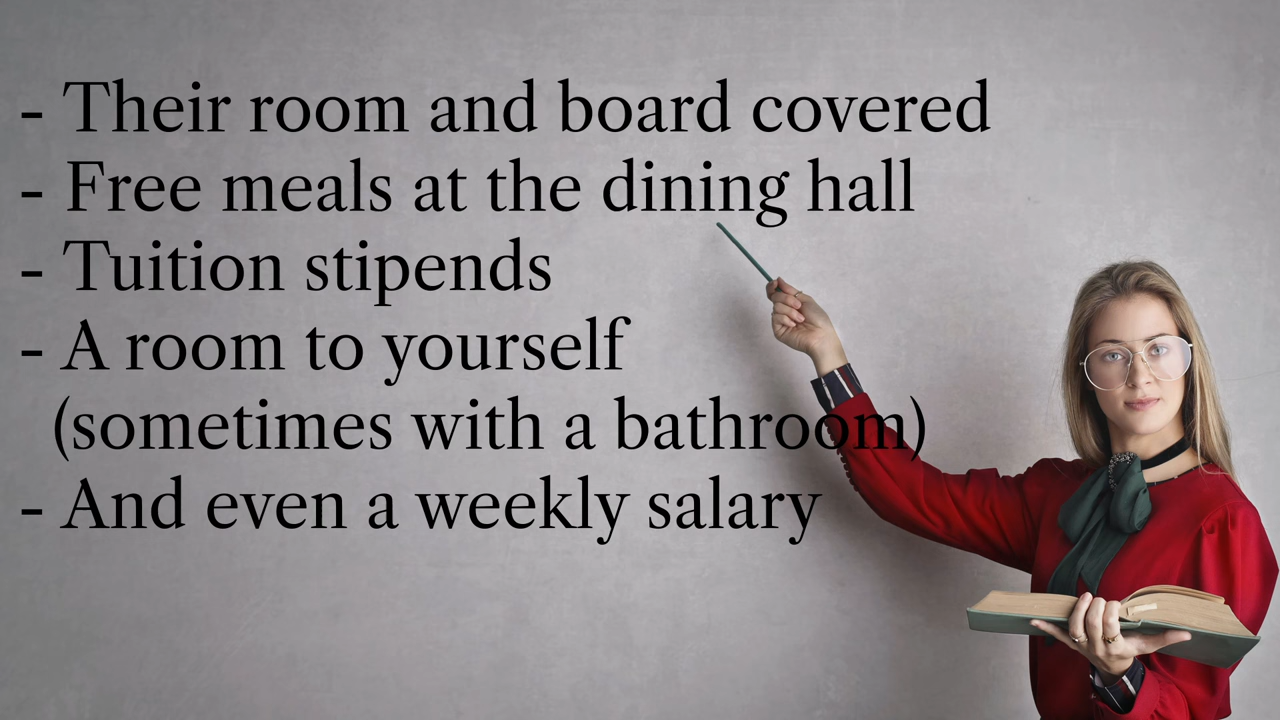 - Their room and board covered
- Free meals at the dining hall
- Tuition stipends
- A room to yourself
(sometimes with a bathroom)
- And even a weekly salary